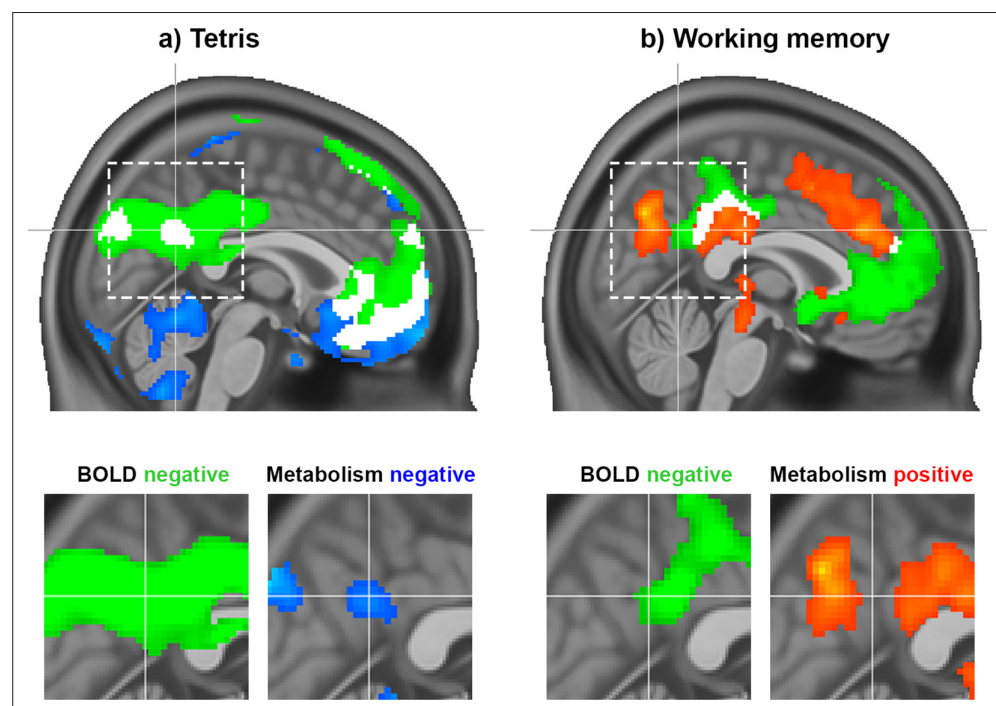 a) Tetris
b) Working memory
BOLD negative
Metabolism negative
BOLD negative
Metabolism positive